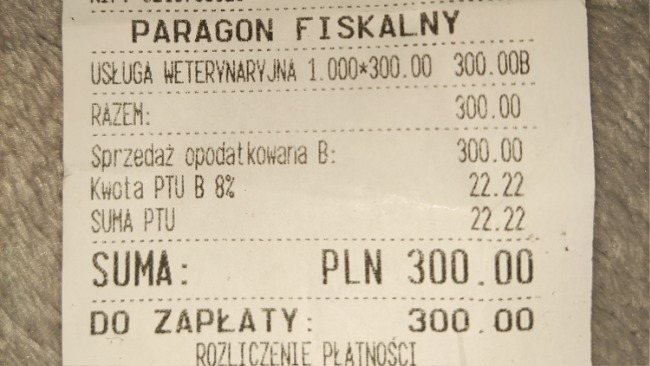 PARAGON FISKALNY
USŁUGA WETERYNARYJNA 1.000*300.00 300.00B
RAZEM: 300.00
Sprzedaż opodatkowana B: 300.00
Kwota PTU B 8% 22.22
SUMA PTU 22.22
SUMA: PLN 300.00
DO ZAPŁATY: 300.00
ROZLICZENIE PŁATNOŚCI